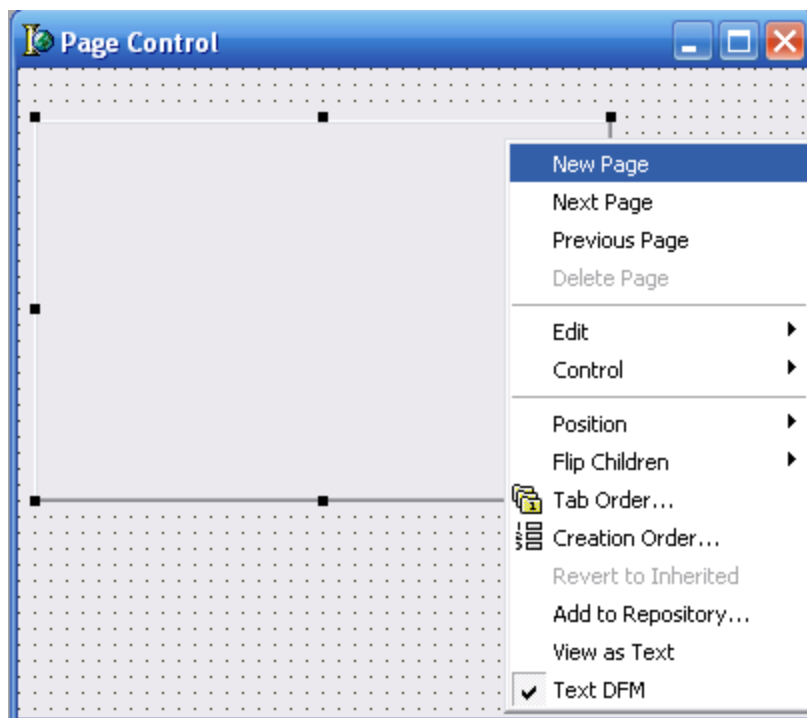 Page Control
New Page
Next Page
Previous Page
Delete Page
Edit
Control
Position
Flip Children
Tab Order...
Creation Order...
Revert to Inherited
Add to Repository...
View as Text
Text DFM